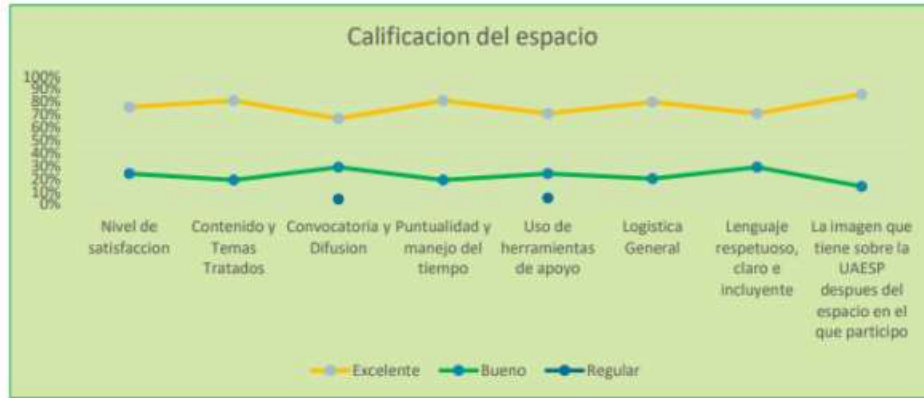 Calificacion del espacio
100%
90%
80%
70%
60%
50%
40%
30%
20%
10%
0%
Nivel de
satisfaccion
Contenido y
Temas
Tratados
Convocatoria y
Difusion
Puntualidad y
manejo del
tiempo
Uso de
herramientas
de apoyo
Logistica
General
Lenguaje
respetuoso,
claro e
incluyente
La imagen que
tiene sobre la
UAESP
despues del
espacio en el
que participo
Excelente
Bueno
Regular